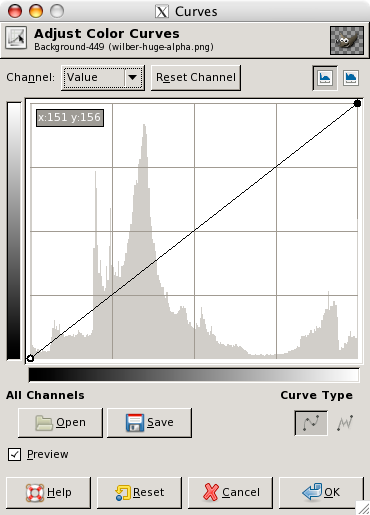 Curves
Adjust Color Curves
Background-449 (wilber-huge-alpha.png)
Channel: Value Reset Channel
x:151 y:156
All Channels Curve Type
Open Save
Preview
Help Reset Cancel OK